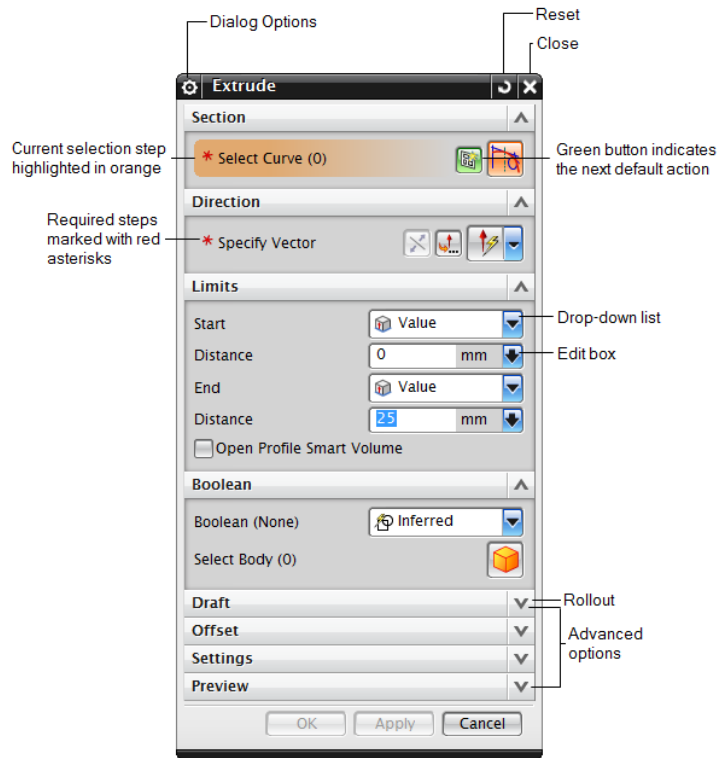 Dialog Options
Reset
Close
Extrude
Section
Current selection step
highlighted in orange
* Select Curve (0)
Green button indicates
the next default action
Direction
Required steps
marked with red
asterisks
* Specify Vector
Limits
Start
Value
Drop-down list
Distance
0 mm
Edit box
End
Value
Distance
25 mm
Open Profile Smart Volume
Boolean
Boolean (None)
Inferred
Select Body (0)
Draft
Rollout
Offset
Advanced
options
Settings
Preview
OK
Apply
Cancel